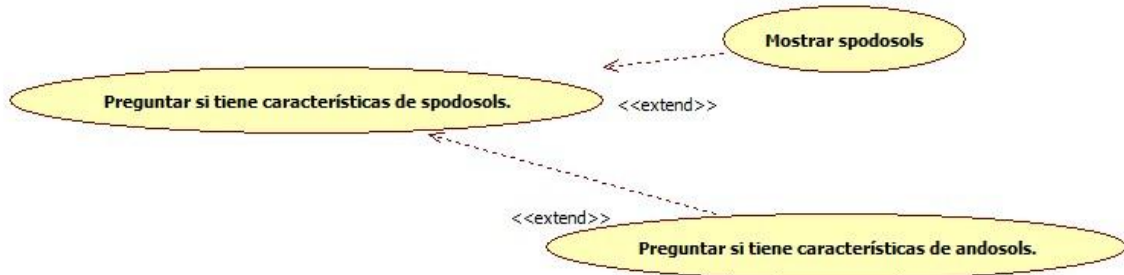 Mostrar spodosols
Preguntar si tiene características de spodosols.
<<extend>>
<<extend>>
Preguntar si tiene características de andosols.